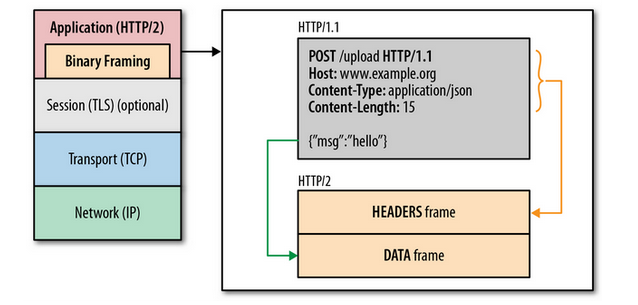 Application (HTTP/2)
Binary Framing
Session (TLS) (optional)
Transport (TCP)
Network (IP)
HTTP/1.1
POST /upload HTTP/1.1
Host: www.example.org
Content-Type: application/json
Content-Length: 15
{"msg":"hello"}
HTTP/2
HEADERS frame
DATA frame